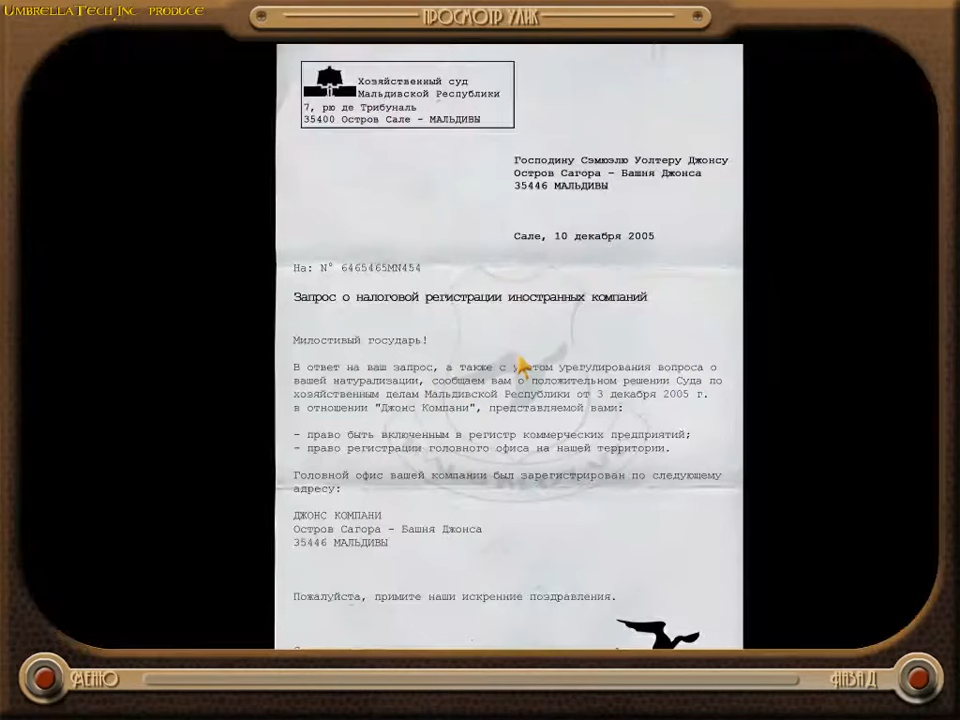 UmbrellaTech.Inc produce
ПРОСМОТР УЛИК
Хозяйственный суд
Мальдивской Республики
7, рю де Трибуналь
35400 Остров Сале - МАЛЬДИВЫ
Господину Сэмюэлю Уолтеру Джонсу
Остров Сагора - Башня Джонса
35446 МАЛЬДИВЫ
Сале, 10 декабря 2005
На: N° 6465465MN454
Запрос о налоговой регистрации иностранных компаний
Милостивый государь!
В ответ на ваш запрос, а также с урегулирования вопроса о
вашей натурализации, сообщаем вам о положительном решении Суда по
хозяйственным делам Мальдивской Республики от 3 декабря 2005 г.
в отношении "Джонс Компани", представляемой вами:
- право быть включенным в регистр коммерческих предприятий;
- право регистрации головного офиса на нашей территории.
Головной офис вашей компании был зарегистрирован по следующему
адресу:
ДЖОНС КОМПАНИ
Остров Сагора - Башня Джонса
35446 МАЛЬДИВЫ
Пожалуйста, примите наши искренние поздравления.
МЕНЮ
НАЗАД